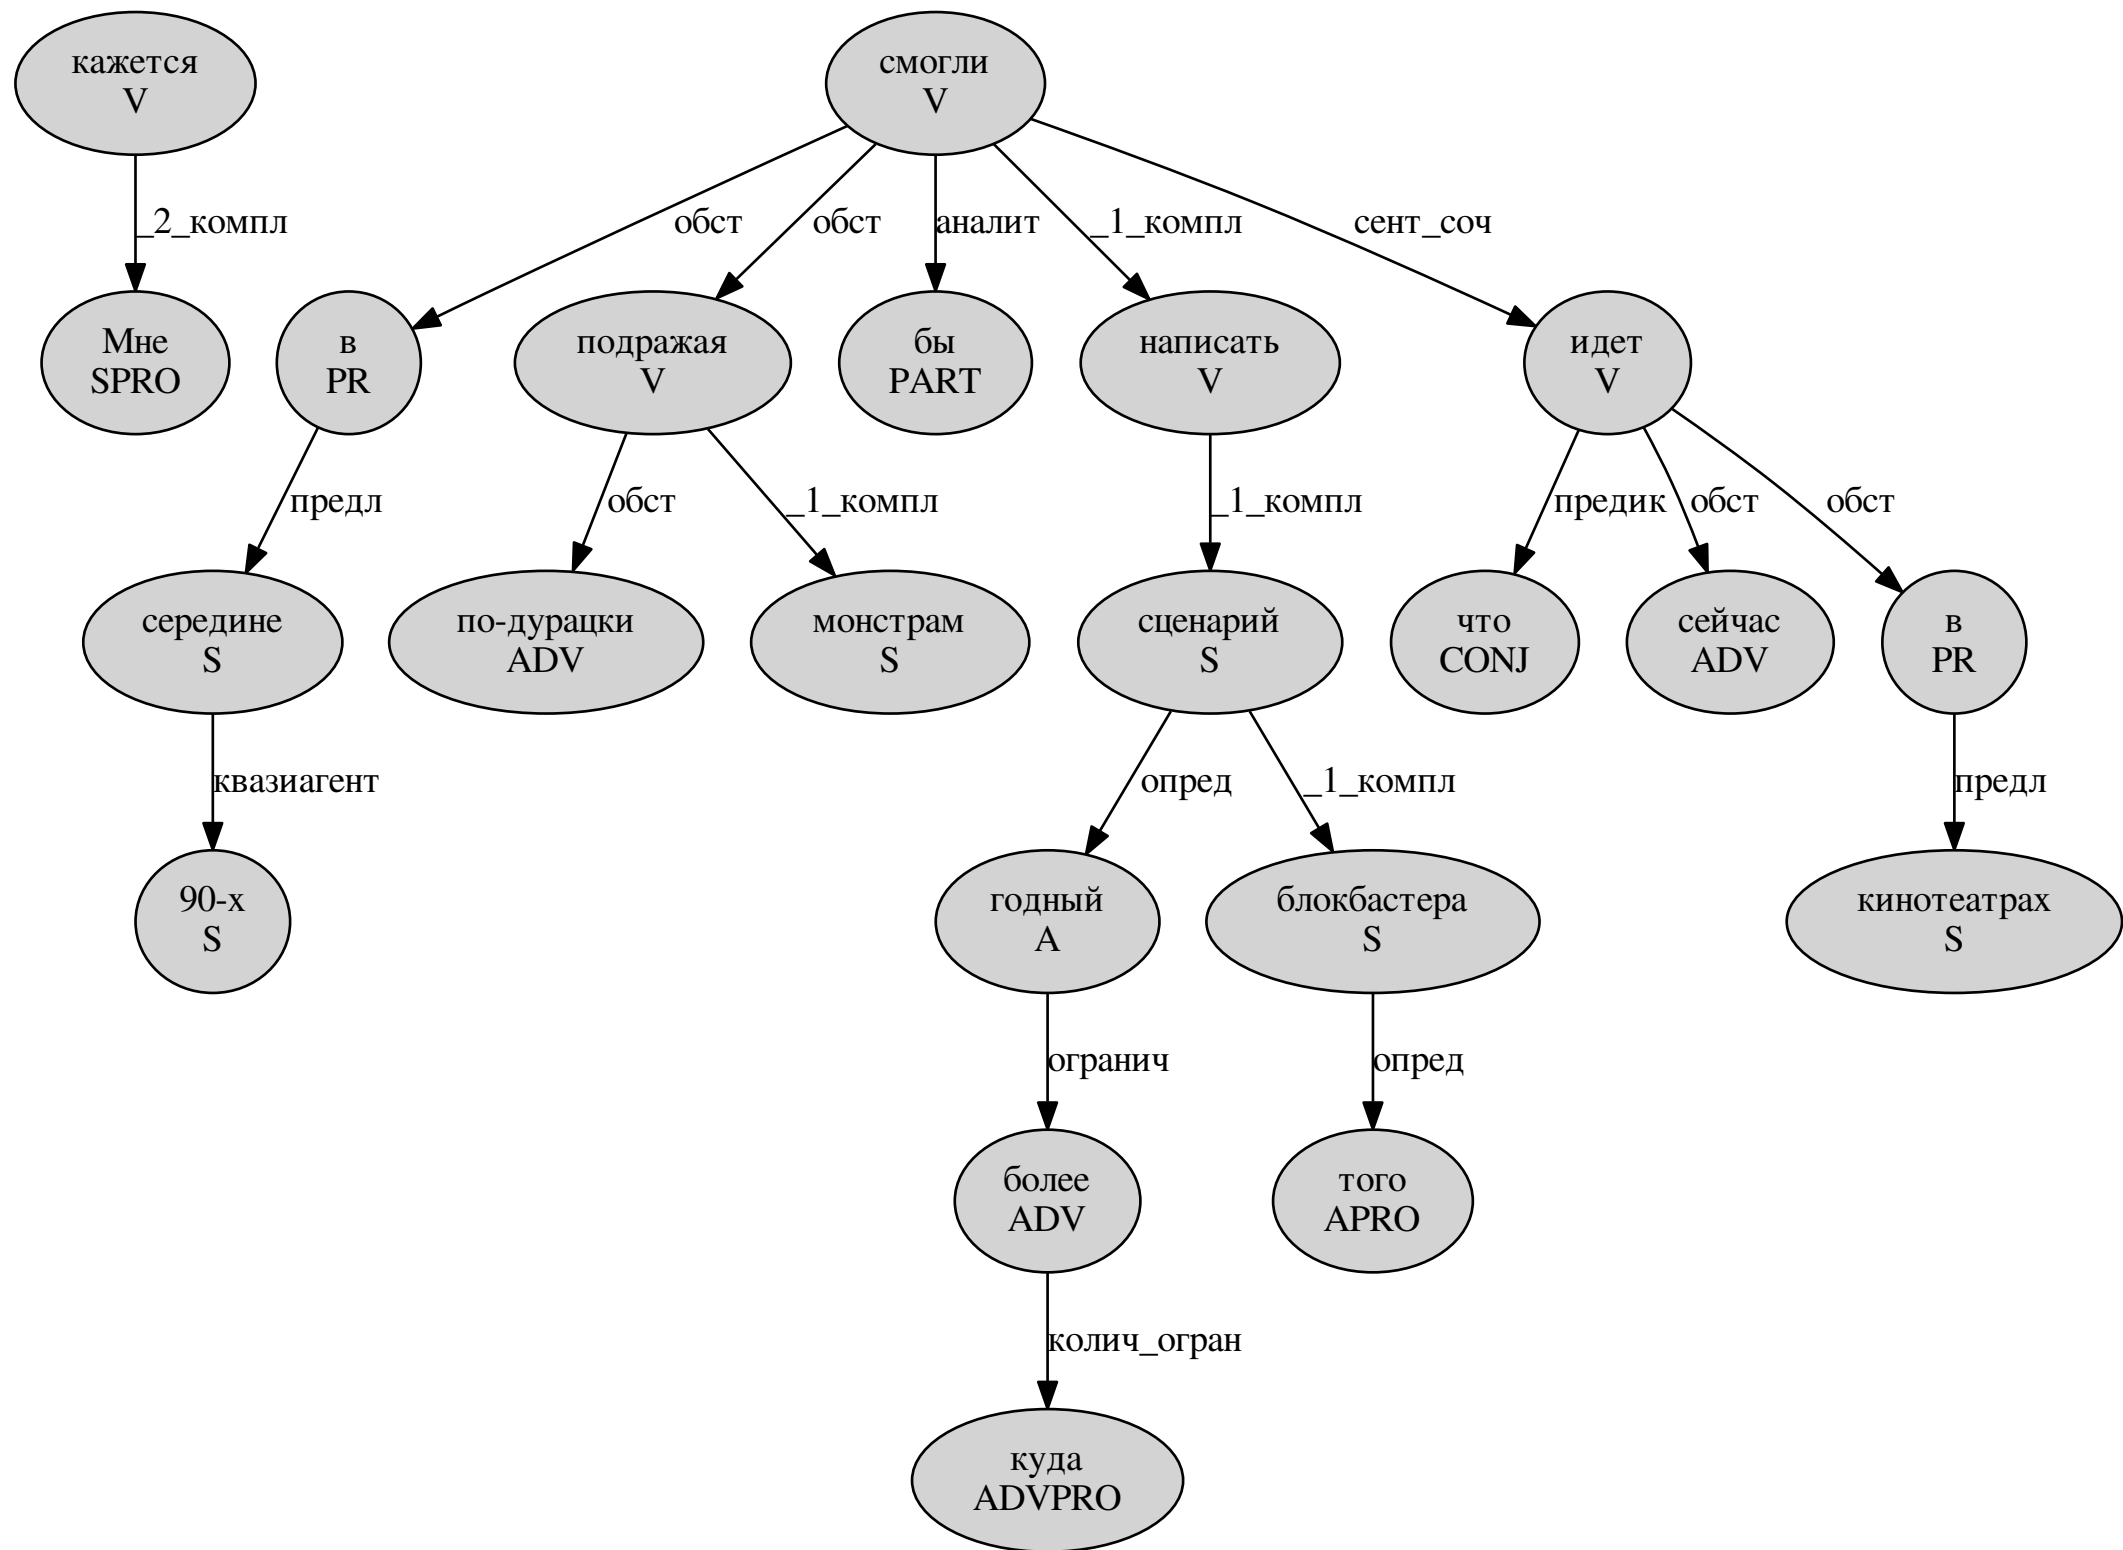 кажется
V
смогли
V
_2_компл
обст
обст
аналит
_1_компл
сент_соч
Мне
SPRO
в
PR
подражая
V
бы
PART
написать
V
идет
V
предл
обст
_1_компл
_1_компл
предик
обст
обст
середине
S
по-дурацки
ADV
монстрам
S
сценарий
S
что
CONJ
сейчас
ADV
в
PR
квазиагент
опред
_1_компл
предл
90-х
S
годный
A
блокбастера
S
кинотеатрах
S
огранич
опред
более
ADV
того
APRO
колич_огран
куда
ADVPRO